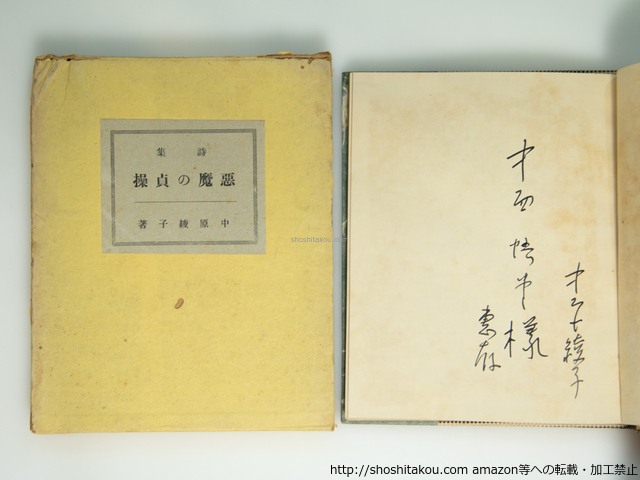 詩集
惡魔の貞操
中原綾子著
shoshitakou.com
中西悟堂様
惠存
中原綾子
http://shoshitakou.com amazon等への転載・加工禁止